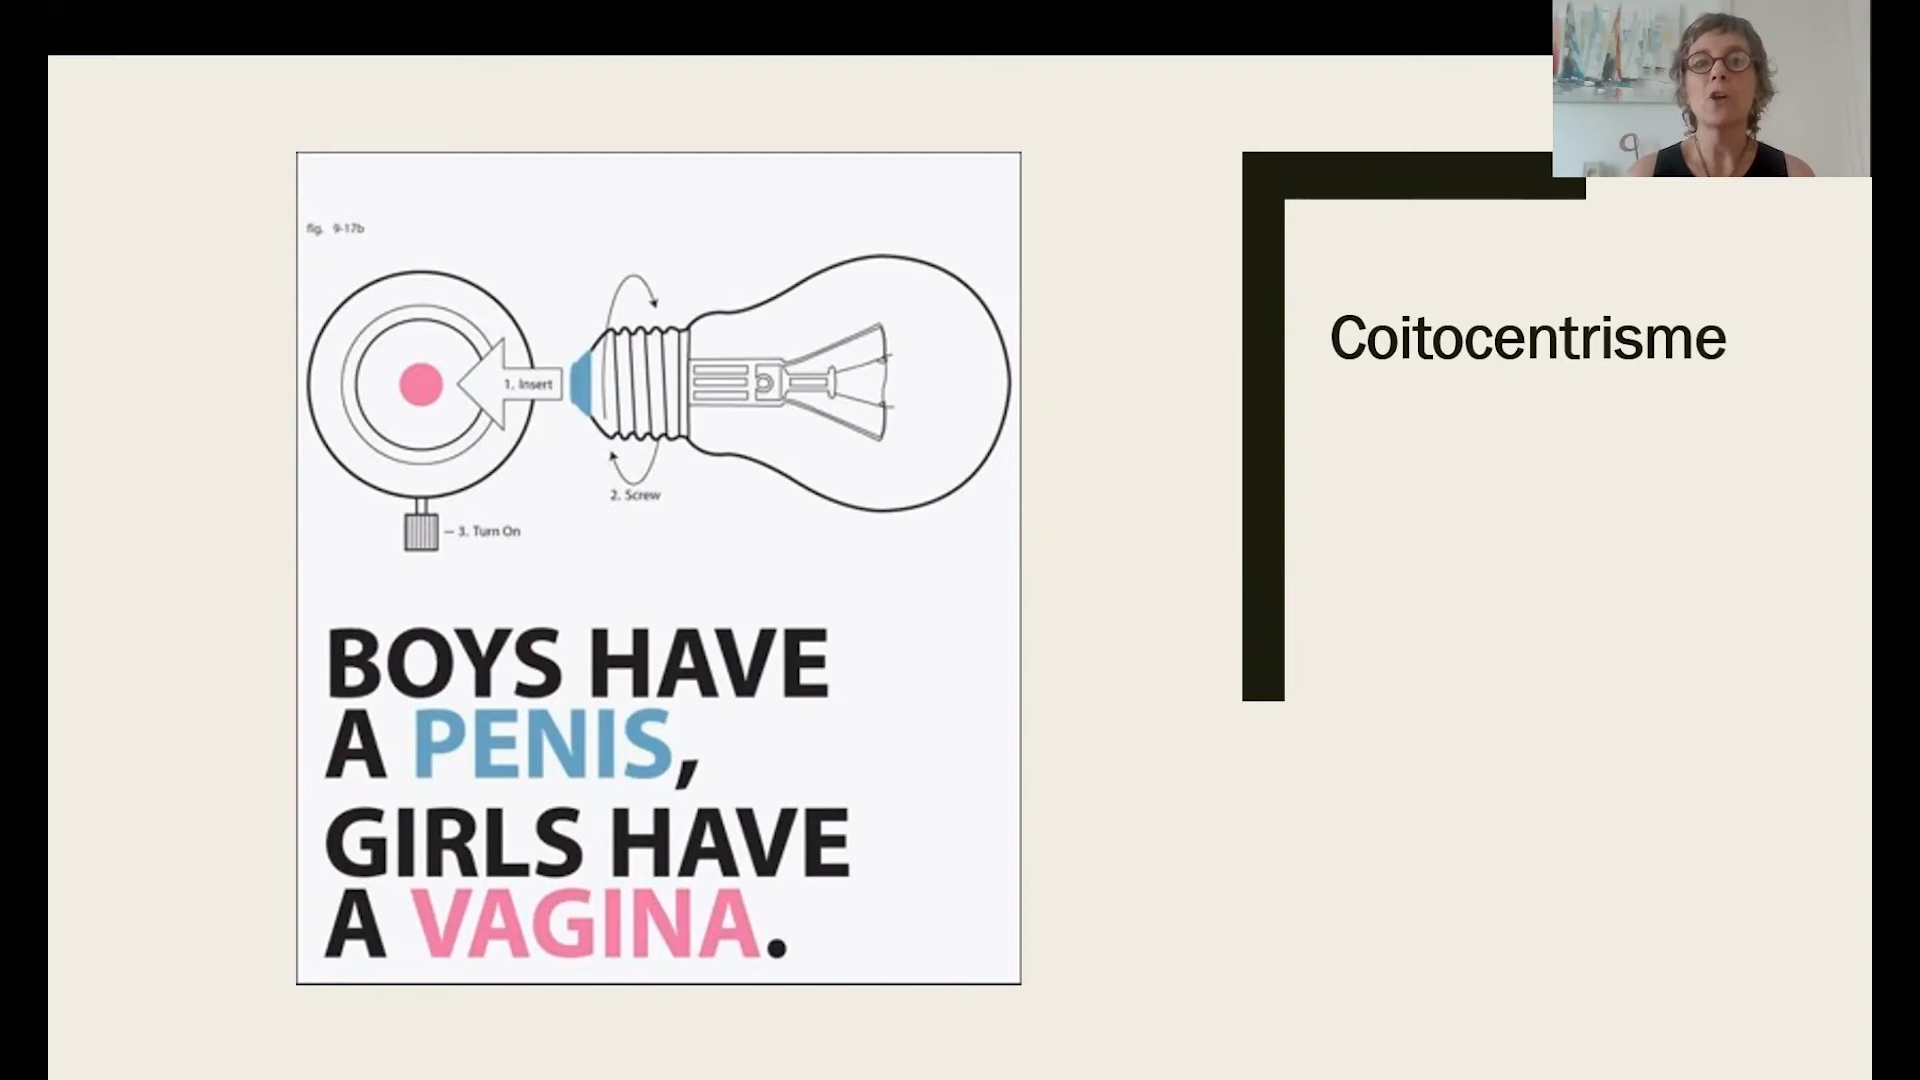 fig. 9-17b
1. Insert
2. Screw
3. Turn On
BOYS HAVE
A PENIS,
GIRLS HAVE
A VAGINA.
Coitocentrisme